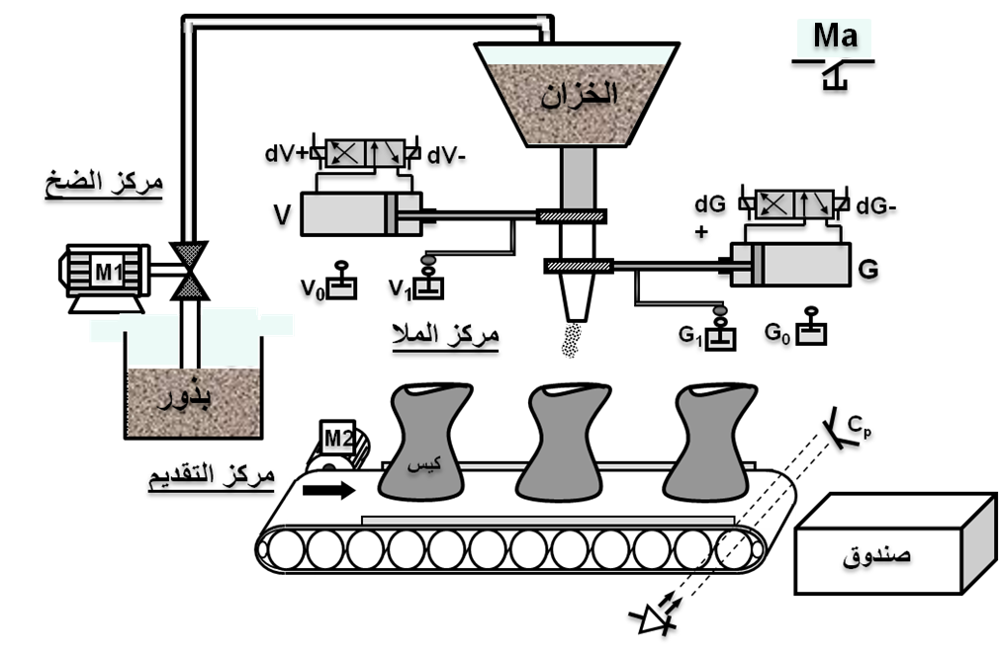 Ma
الخزان
dV+
dV-
مركز الضخ
V
dG
+
dG-
M1
G
V₀
V₁
G₁
G₀
مركز الملا
بذور
M2
كيس
Cₚ
مركز التقديم
صندوق